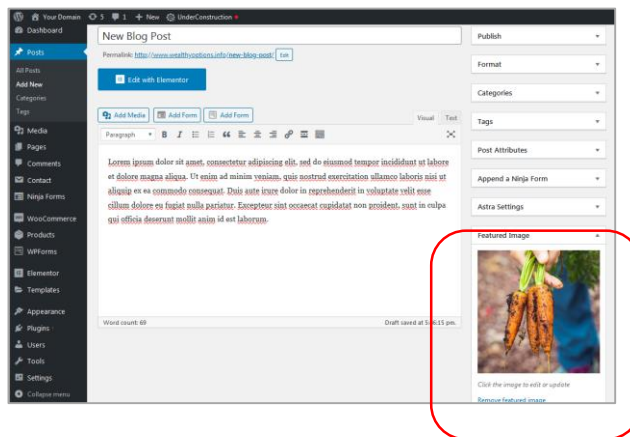 Your Domain 5 1 + New UnderConstruction
Dashboard
Posts
All Posts
Add New
Categories
Tags
Media
Pages
Comments
Contact
Ninja Forms
WooCommerce
Products
WPForms
Elementor
Templates
Appearance
Plugins
Users
Tools
Settings
Collapse menu
New Blog Post
Permalink: http://www.wealthyoptions.info/new-blog-post/ Edit
Edit with Elementor
Add Media Add Form Add Form
Visual Text
Paragraph B I
Lorem ipsum dolor sit amet, consectetur adipiscing elit, sed do eiusmod tempor incididunt ut labore
et dolore magna aliqua. Ut enim ad minim veniam, quis nostrud exercitation ullamco laboris nisi ut
aliquip ex ea commodo consequat. Duis aute irure dolor in reprehenderit in voluptate velit esse
cillum dolore eu fugiat nulla pariatur. Excepteur sint occaecat cupidatat non proident, sunt in culpa
qui officia deserunt mollit anim id est laborum.
Word count: 69
Draft saved at pm.
Publish
Format
Categories
Tags
Post Attributes
Append a Ninja Form
Astra Settings
Featured Image
Click the image to edit or update
Remove featured image